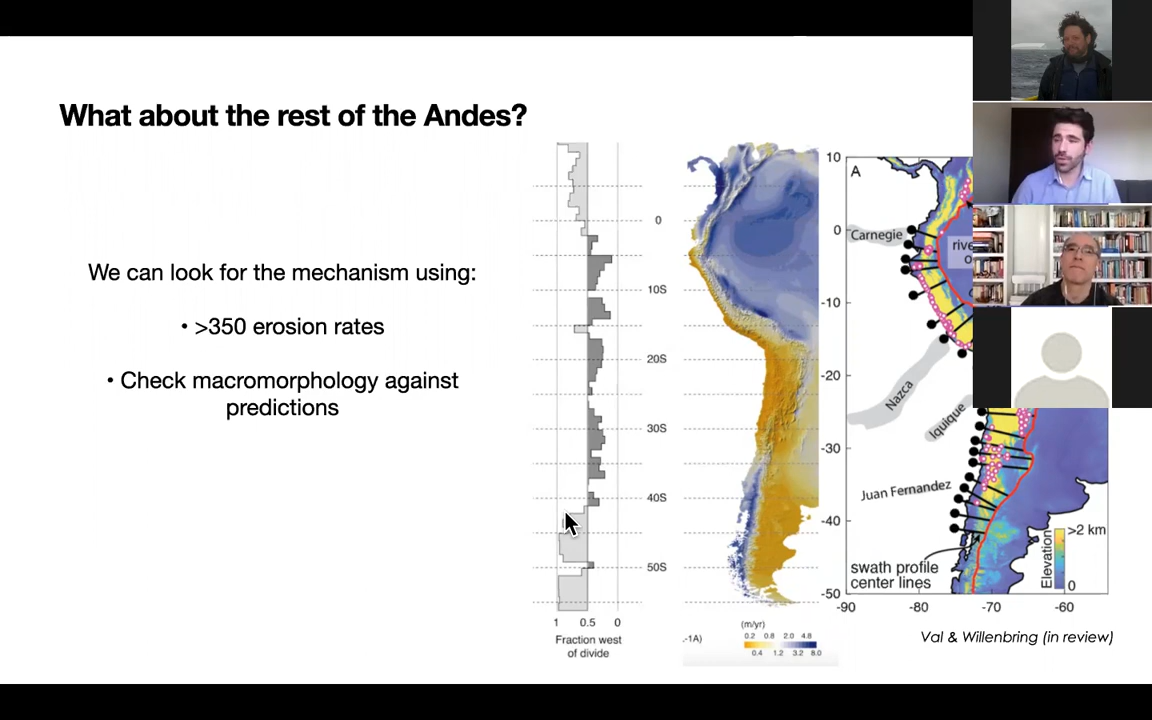 What about the rest of the Andes?
We can look for the mechanism using:
• >350 erosion rates
• Check macromorphology against
predictions
0
10S
20S
30S
40S
50S
1 0.5 0
Fraction west
of divide
.-1A)
(m/yr)
0.2 0.8 2.0 4.8
0.4 1.2 3.2 8.0
A
10
0
-10
-20
-30
-40
-50
Carnegie
rive
o
Nazca
Iquique
Juan Fernandez
swath profile
center lines
Elevation
>2 km
0
-90 -80 -70 -60
Val & Willenbring (in review)